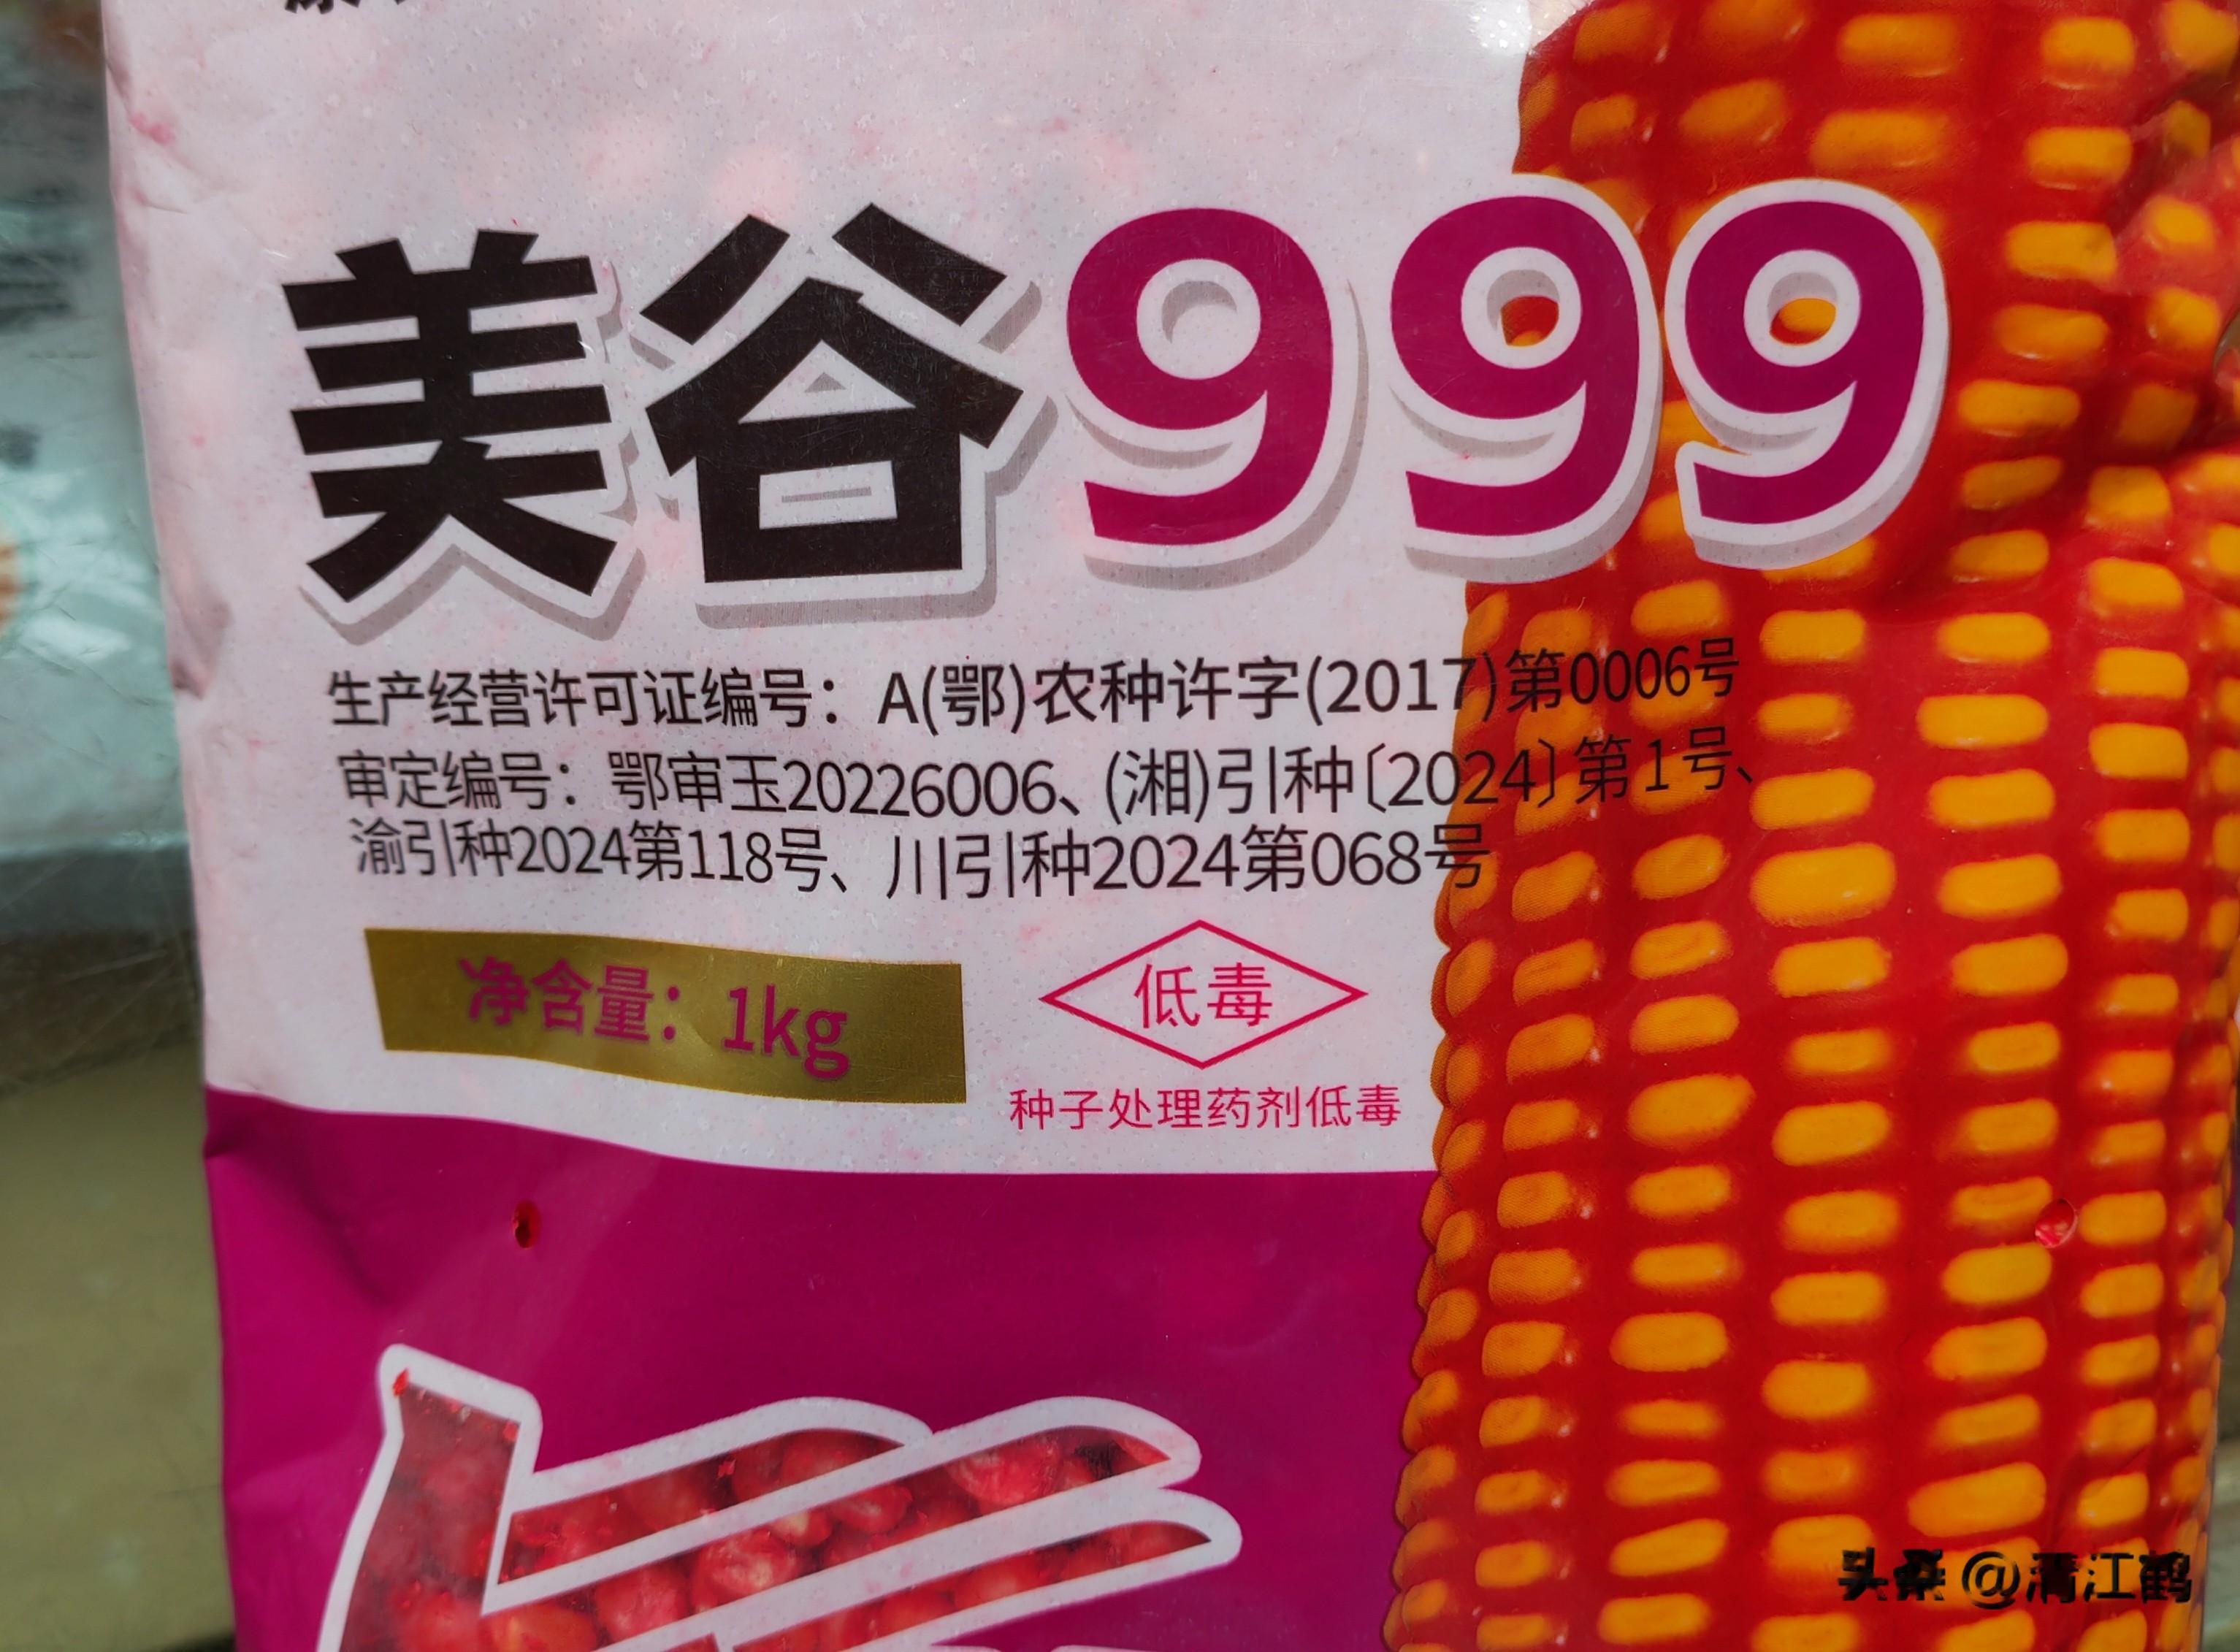 美谷999
生产经营许可证编号：A(鄂)农种许字(2017)第0006号
审定编号：鄂审玉20226006、(湘)引种〔2024〕第1号、
渝引种2024第118号、川引种2024第068号
净含量：1kg
低毒
种子处理药剂低毒
头条 @清江鹤